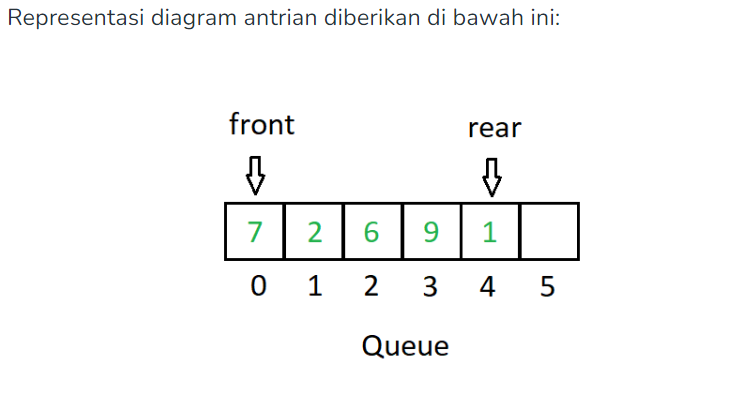 Representasi diagram antrian diberikan di bawah ini:
front
rear
7 2 6 9 1
0 1 2 3 4 5
Queue